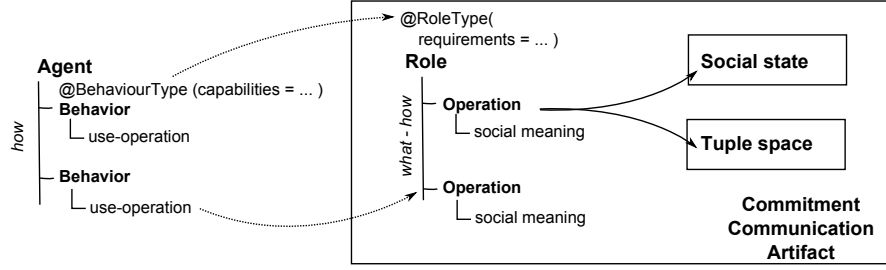 Agent
@BehaviourType (capabilities = ... )
how
Behavior
use-operation
Behavior
use-operation
@RoleType(
requirements = ... )
Role
what - how
Operation
social meaning
Operation
social meaning
Social state
Tuple space
Commitment
Communication
Artifact